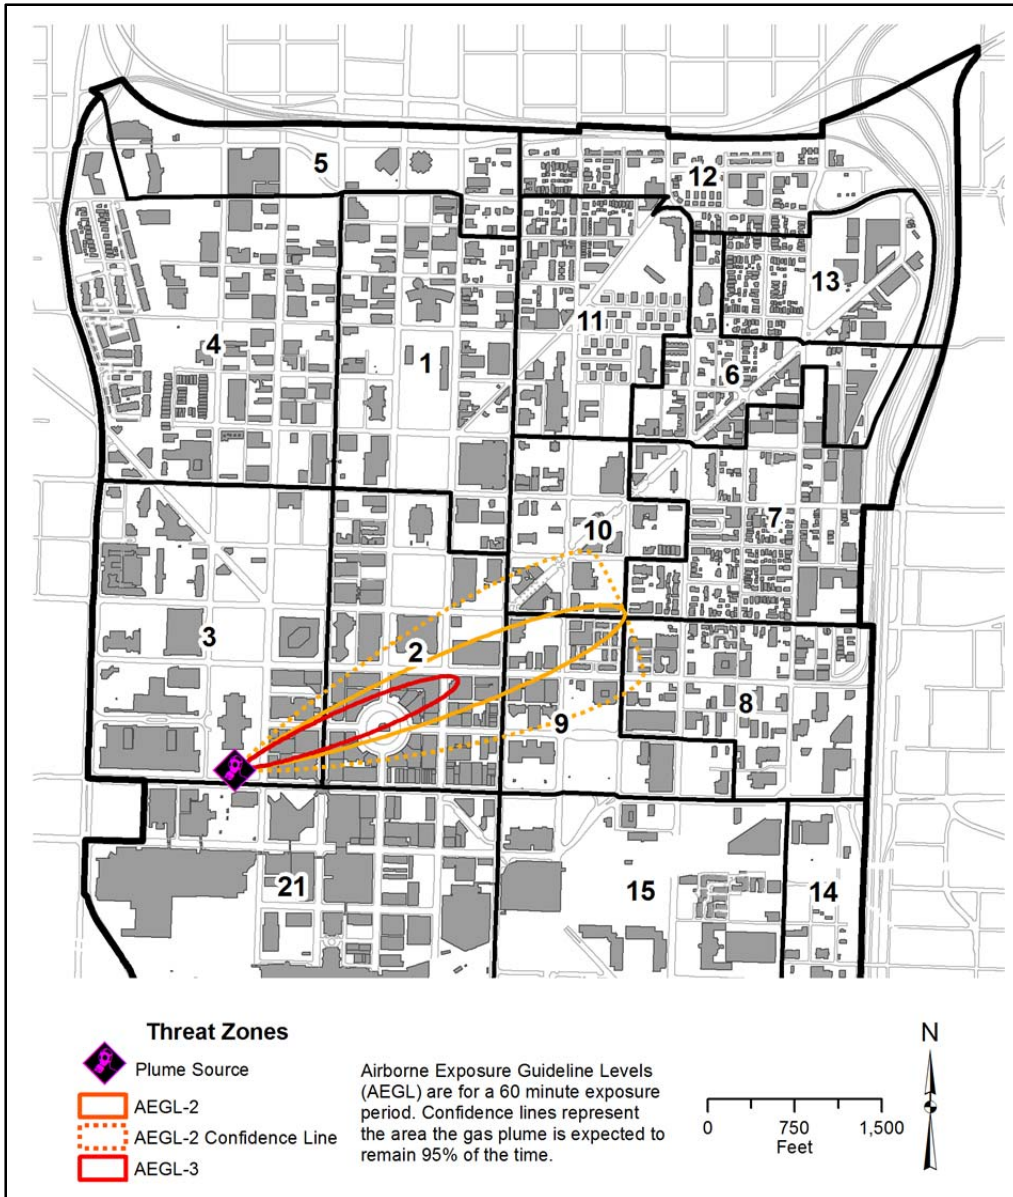 5
12
13
11
4
1
6
10
7
3
2
8
9
21
15
14
Threat Zones
Plume Source
AEGL-2
AEGL-2 Confidence Line
AEGL-3
Airborne Exposure Guideline Levels
(AEGL) are for a 60 minute exposure
period. Confidence lines represent
the area the gas plume is expected to
remain 95% of the time.
0 750 1,500
Feet
N